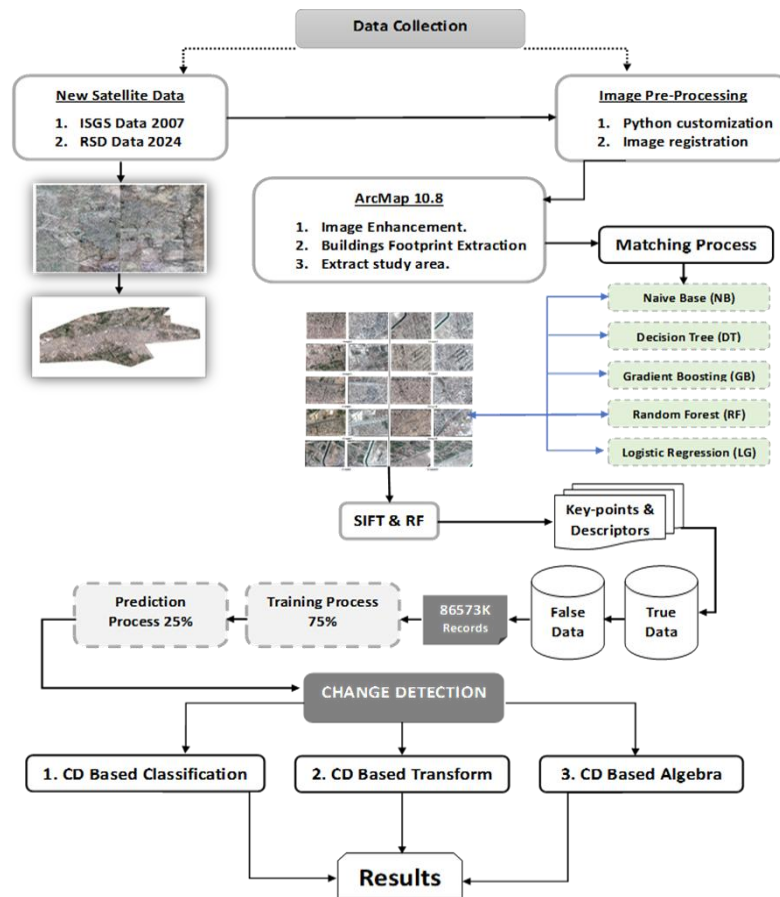 Data Collection
New Satellite Data
1. ISGS Data 2007
2. RSD Data 2024
Image Pre-Processing
1. Python customization
2. Image registration
ArcMap 10.8
1. Image Enhancement.
2. Buildings Footprint Extraction
3. Extract study area.
Matching Process
Naive Base (NB)
Decision Tree (DT)
Gradient Boosting (GB)
Random Forest (RF)
Logistic Regression (LG)
SIFT & RF
Key-points &
Descriptors
Prediction
Process 25%
Training Process
75%
86573K
Records
False
Data
True
Data
CHANGE DETECTION
1. CD Based Classification
2. CD Based Transform
3. CD Based Algebra
Results